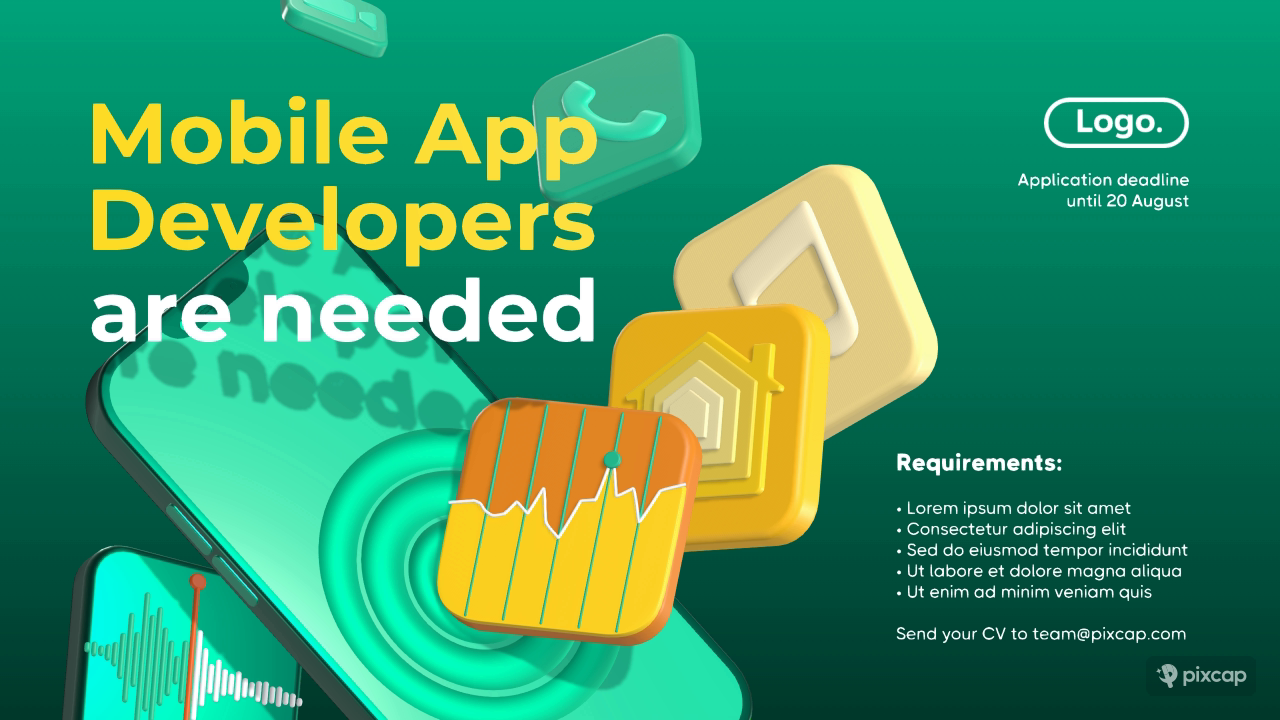 Mobile App
Developers
are needed
Logo.
Application deadline
until 20 August
Requirements:
• Lorem ipsum dolor sit amet
• Consectetur adipiscing elit
• Sed do eiusmod tempor incididunt
• Ut labore et dolore magna aliqua
• Ut enim ad minim veniam quis
Send your CV to team@pixcap.com
pixcap